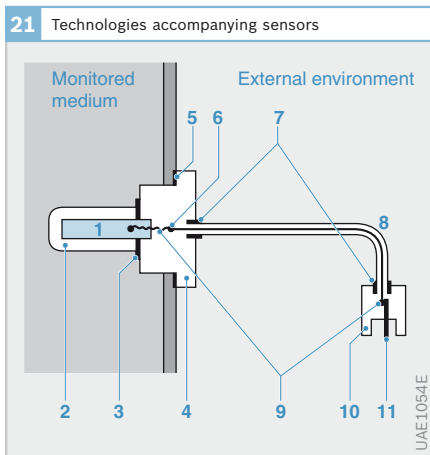 21 Technologies accompanying sensors
Monitored
medium
External environment
5 6 7
1
8
2 3 4 9 10 11
UAE1054E